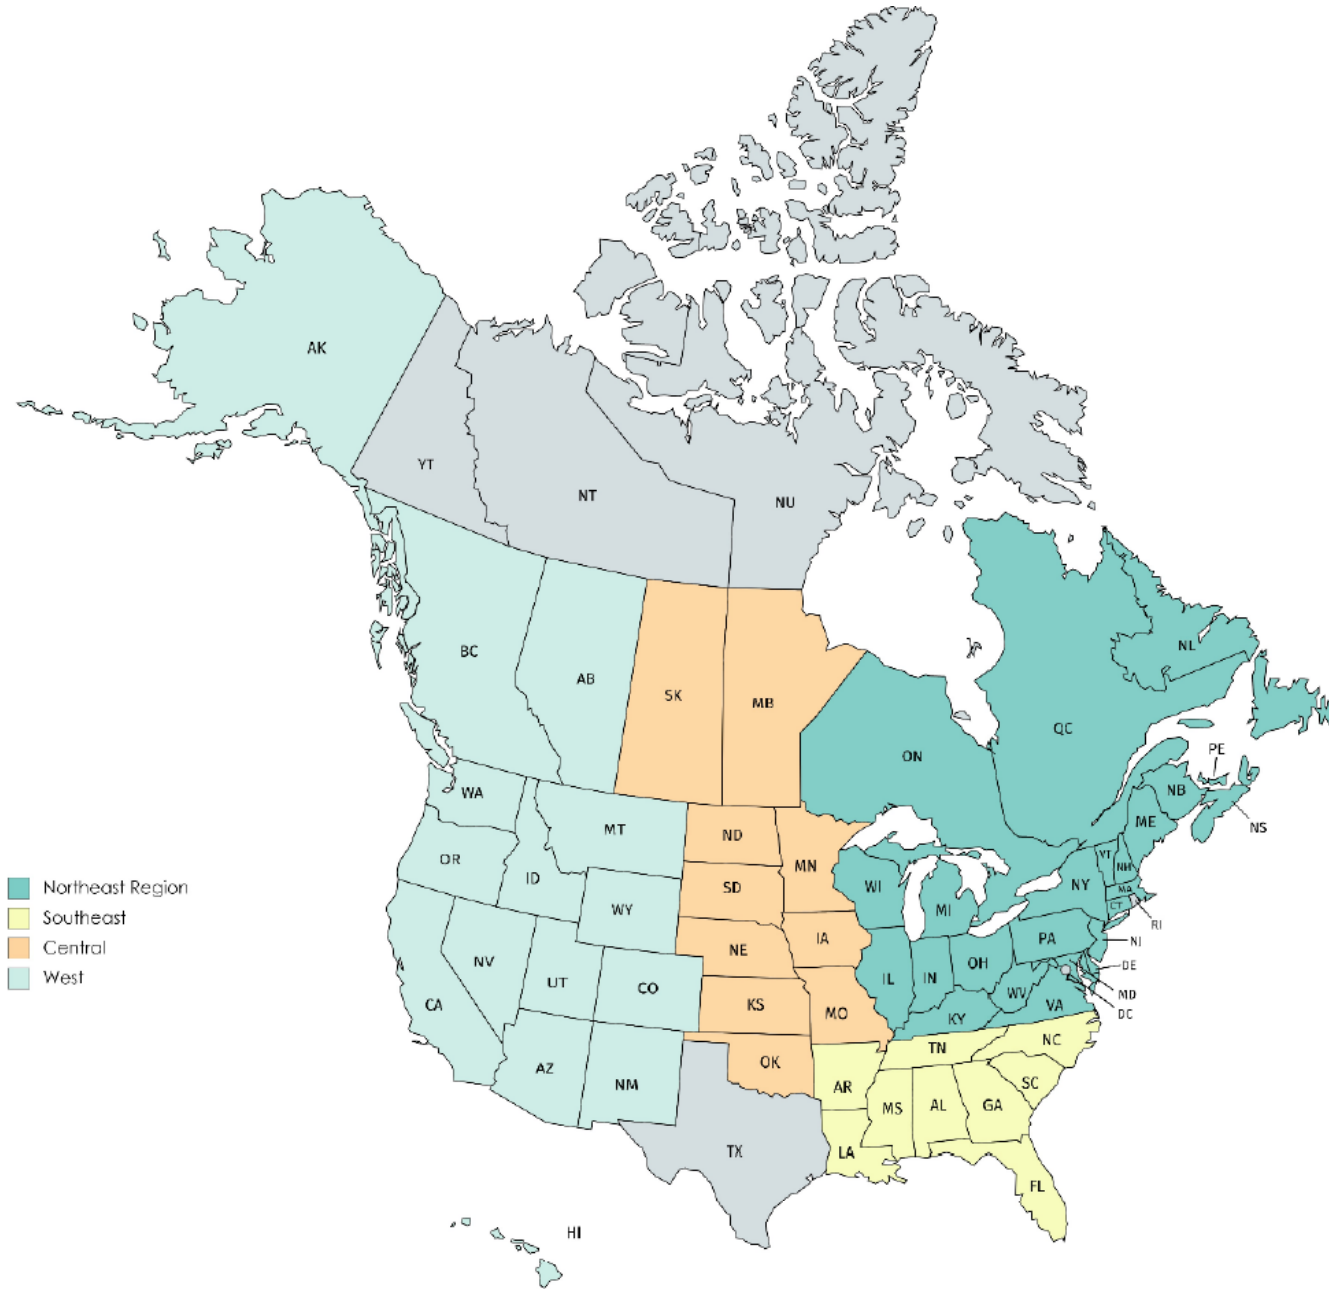 AK
YT
NT
NU
BC
AB
SK
MB
ON
QC
NL
PE
NB
NS
ME
WA
MT
ND
MN
OR
ID
SD
WI
MI
NY
VT
NH
MA
CT
RI
WY
NV
UT
CO
NE
IA
IL
IN
OH
PA
NJ
DE
MD
DC
WV
VA
KY
CA
KS
MO
AZ
NM
OK
AR
TN
NC
SC
MS
AL
GA
TX
LA
FL
HI
Northeast Region
Southeast
Central
West